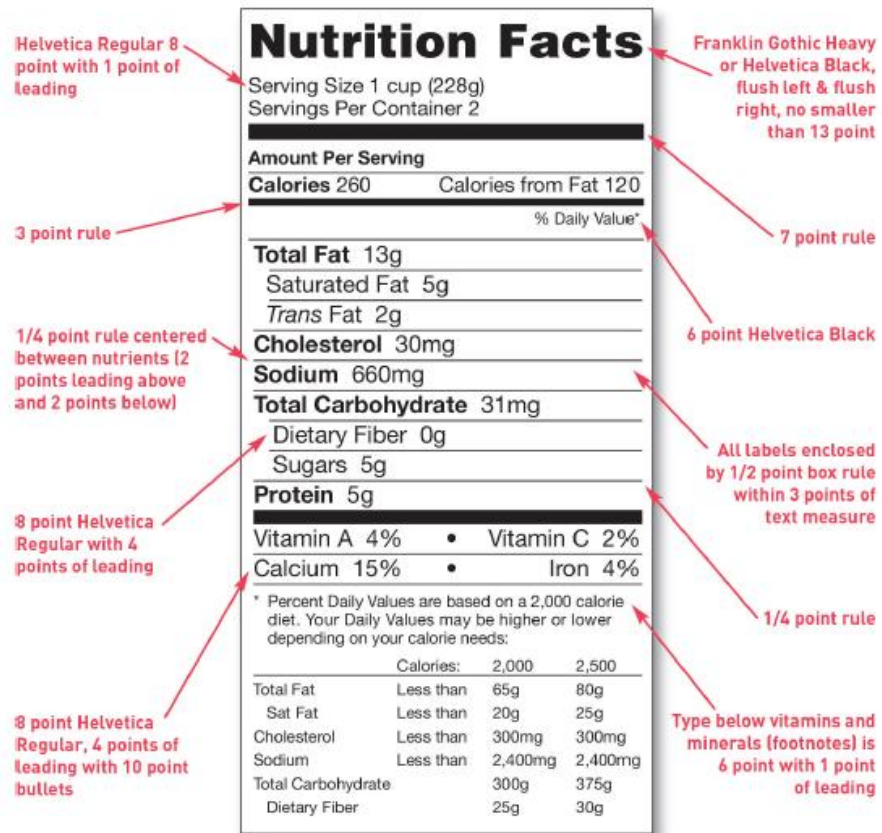 Helvetica Regular 8
point with 1 point of
leading
3 point rule
1/4 point rule centered
between nutrients (2
points leading above
and 2 points below)
8 point Helvetica
Regular with 4
points of leading
8 point Helvetica
Regular, 4 points of
leading with 10 point
bullets
Nutrition Facts
Serving Size 1 cup (228g)
Servings Per Container 2
Amount Per Serving
Calories 260 Calories from Fat 120
% Daily Value*
Total Fat 13g
Saturated Fat 5g
Trans Fat 2g
Cholesterol 30mg
Sodium 660mg
Total Carbohydrate 31mg
Dietary Fiber 0g
Sugars 5g
Protein 5g
Vitamin A 4% • Vitamin C 2%
Calcium 15% • Iron 4%
* Percent Daily Values are based on a 2,000 calorie
diet. Your Daily Values may be higher or lower
depending on your calorie needs:
Calories: 2,000 2,500
Total Fat Less than 65g 80g
Sat Fat Less than 20g 25g
Cholesterol Less than 300mg 300mg
Sodium Less than 2,400mg 2,400mg
Total Carbohydrate 300g 375g
Dietary Fiber 25g 30g
Franklin Gothic Heavy
or Helvetica Black,
flush left & flush
right, no smaller
than 13 point
7 point rule
6 point Helvetica Black
All labels enclosed
by 1/2 point box rule
within 3 points of
text measure
1/4 point rule
Type below vitamins and
minerals (footnotes) is
6 point with 1 point
of leading